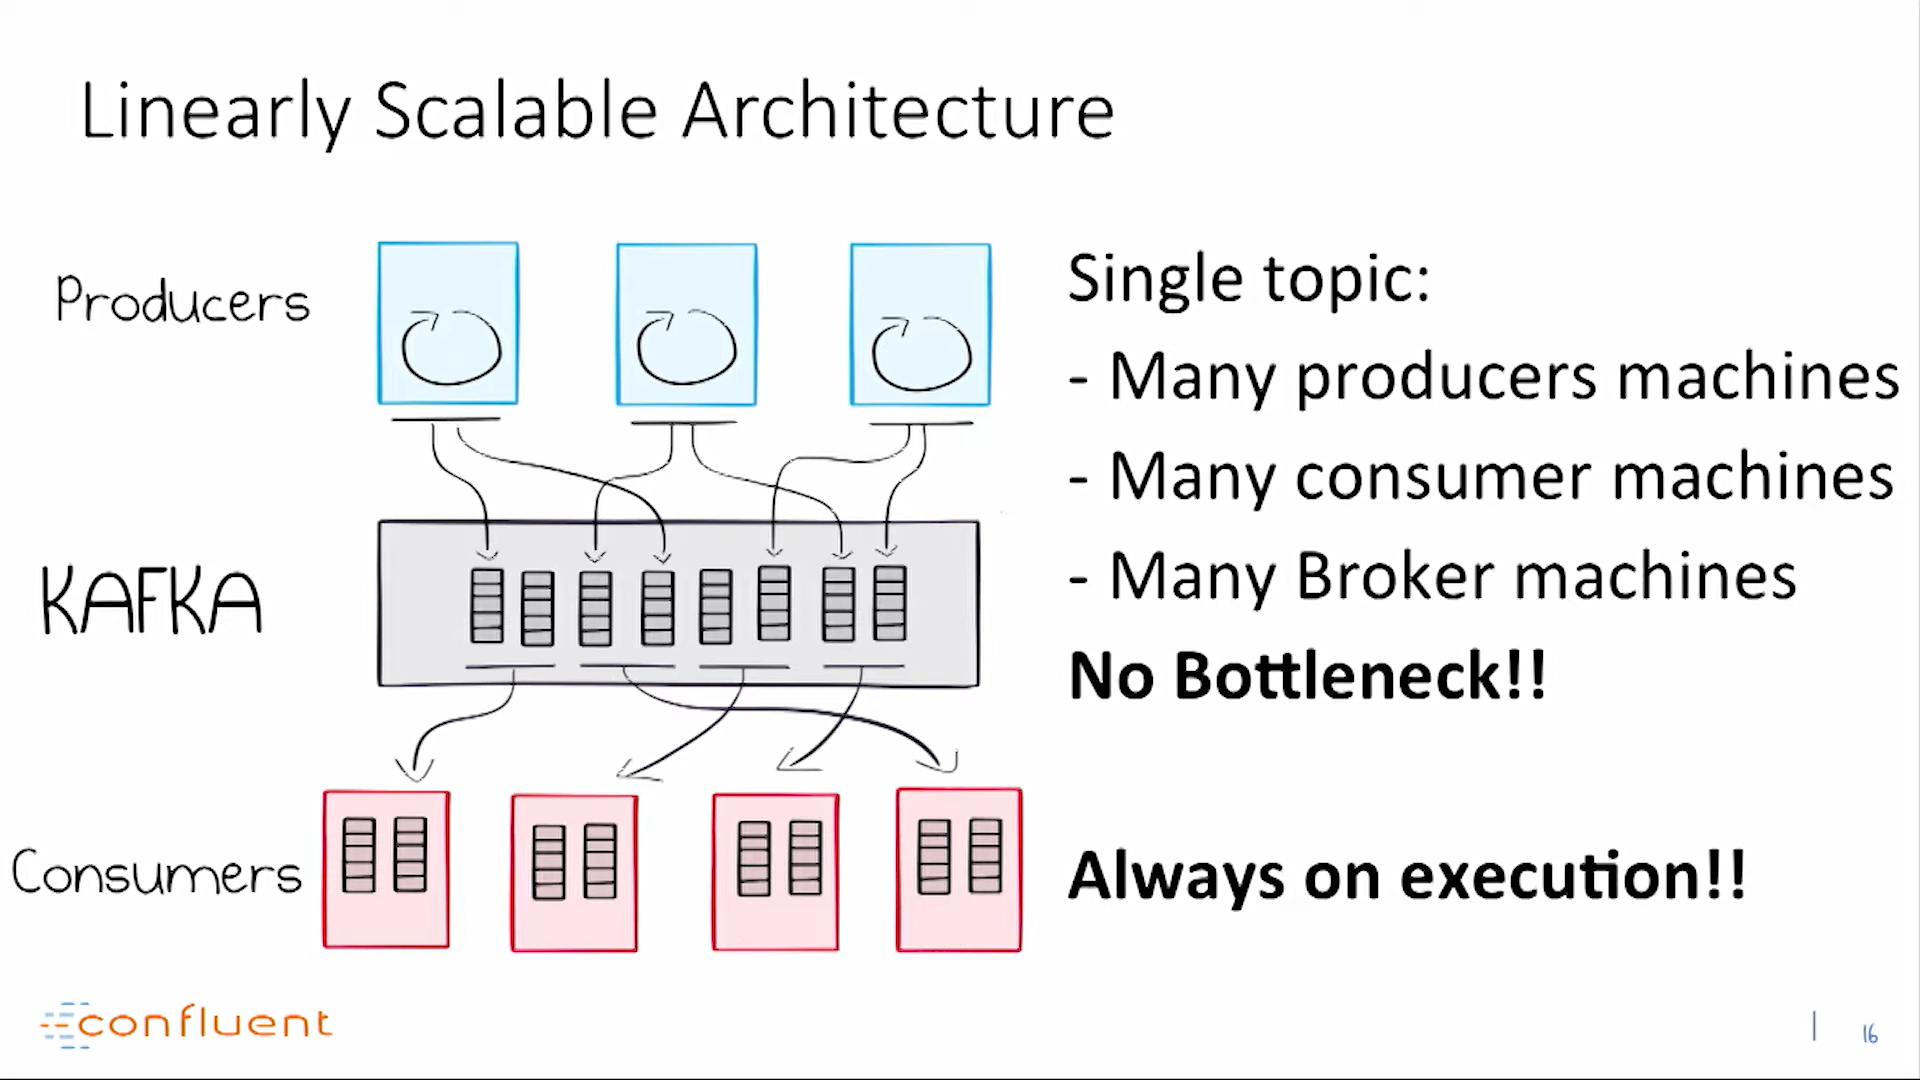 Linearly Scalable Architecture
Producers
KAFKA
Consumers
Single topic:
- Many producers machines
- Many consumer machines
- Many Broker machines
No Bottleneck!!
Always on execution!!
confluent
16